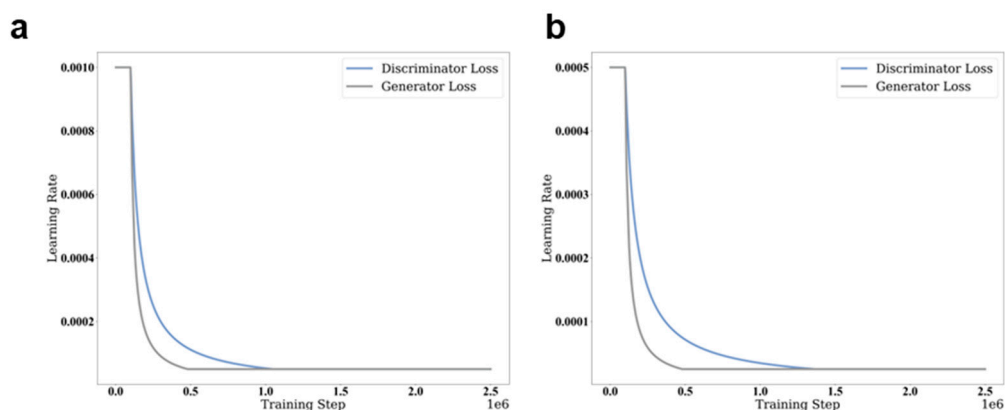 a
Discriminator Loss
Generator Loss
0.0010
0.0008
0.0006
0.0004
0.0002
Learning Rate
0.0
0.5
1.0
1.5
2.0
2.5
Training Step
1e6
b
Discriminator Loss
Generator Loss
0.0005
0.0004
0.0003
0.0002
0.0001
Learning Rate
0.0
0.5
1.0
1.5
2.0
2.5
Training Step
1e6